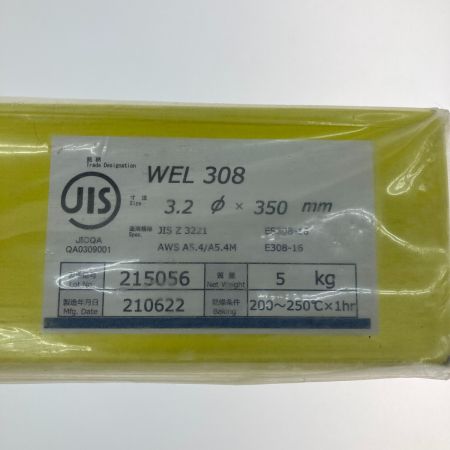 銘柄
Trade Designation
WEL 308
JIS
寸法
Size
3.2 φ × 350 mm
適用規格
Spec.
JIS Z 3221 ES308-16
AWS A5.4/A5.4M E308-16
JICQA
QA0309001
Lot No. 215056
質量
Net Weight
5 kg
製造年月日
Mfg. Date
210622
乾燥条件
Baking
200～250℃×1hr